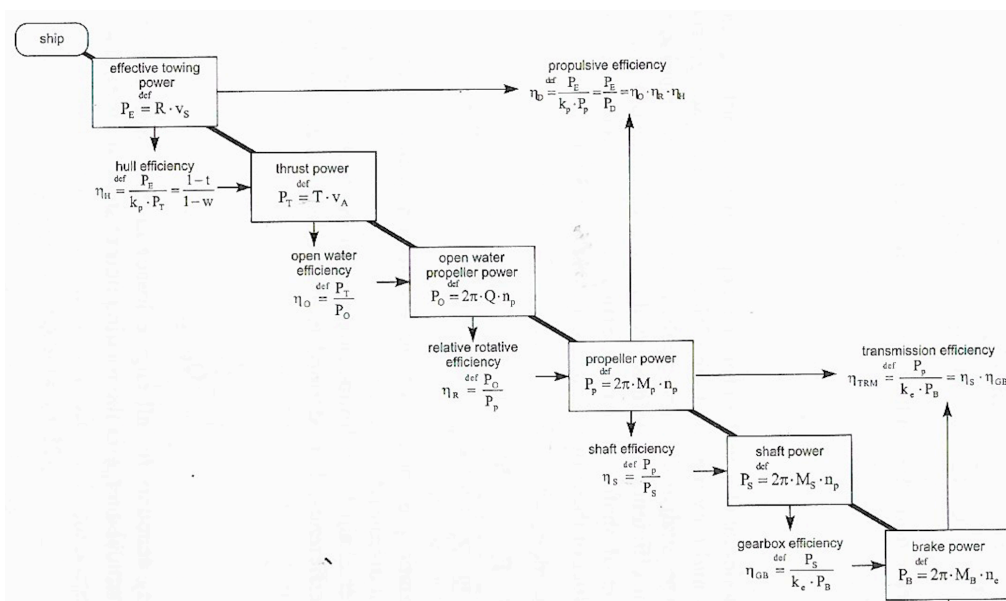 ship
effective towing
power
P_E def= R · v_S
propulsive efficiency
η_D def= P_E / k_p · P_p = P_E / P_D = η_O · η_R · η_H
hull efficiency
η_H def= P_E / k_p · P_T = 1-t / 1-w
thrust power
P_T def= T · v_A
open water
efficiency
η_O def= P_T / P_O
open water
propeller power
P_O def= 2π · Q · n_p
relative rotative
efficiency
η_R def= P_O / P_p
propeller power
P_p def= 2π · M_p · n_p
transmission efficiency
η_TRM def= P_p / k_e · P_B = η_S · η_GB
shaft efficiency
η_S def= P_p / P_S
shaft power
P_S def= 2π · M_S · n_p
gearbox efficiency
η_GB def= P_S / k_e · P_B
brake power
P_B def= 2π · M_B · n_e